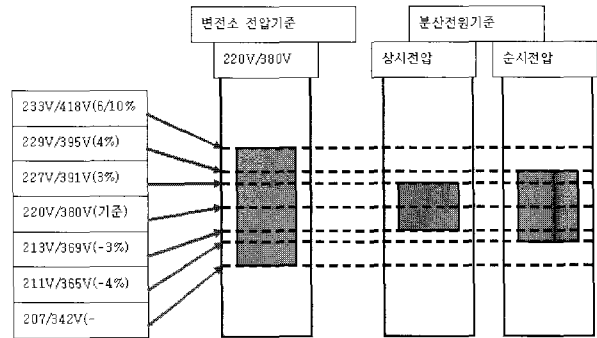 변전소 전압기준
분산전원기준
220V/380V
상시전압
순시전압
233V/418V(6/10%
229V/395V(4%)
227V/391V(3%)
220V/380V(기준)
213V/369V(-3%)
211V/365V(-4%)
207/342V(-